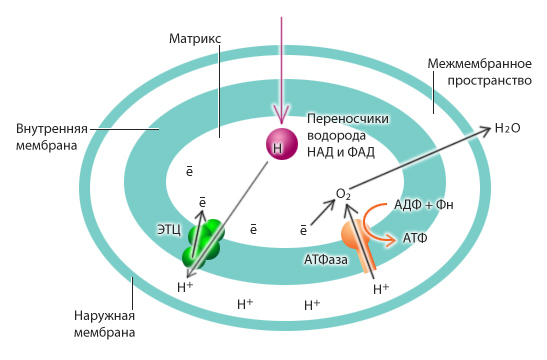 Матрикс
Межмембранное
пространство
Переносчики
водорода
НАД и ФАД
H
H₂O
Внутренняя
мембрана
ē
ē
O₂
АДФ + Фн
ЭТЦ
ē
ē
АТФ
АТФаза
H⁺
H⁺
H⁺
H⁺
Наружная
мембрана